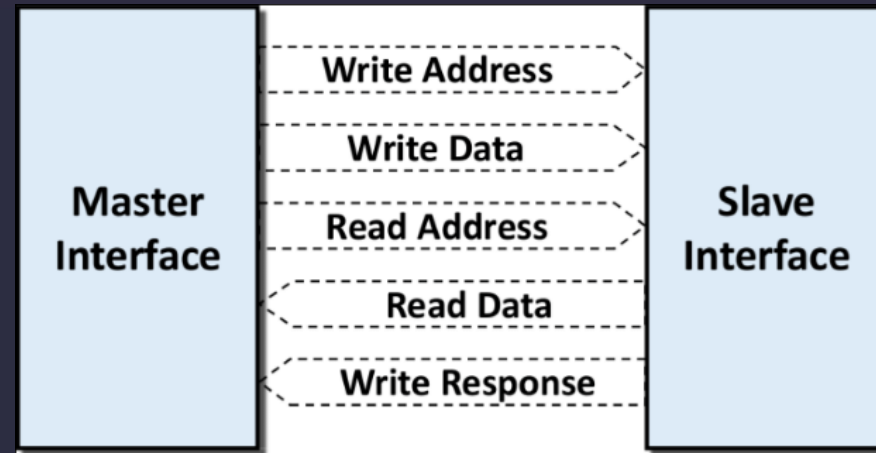 Master
Interface
Write Address
Write Data
Read Address
Read Data
Write Response
Slave
Interface